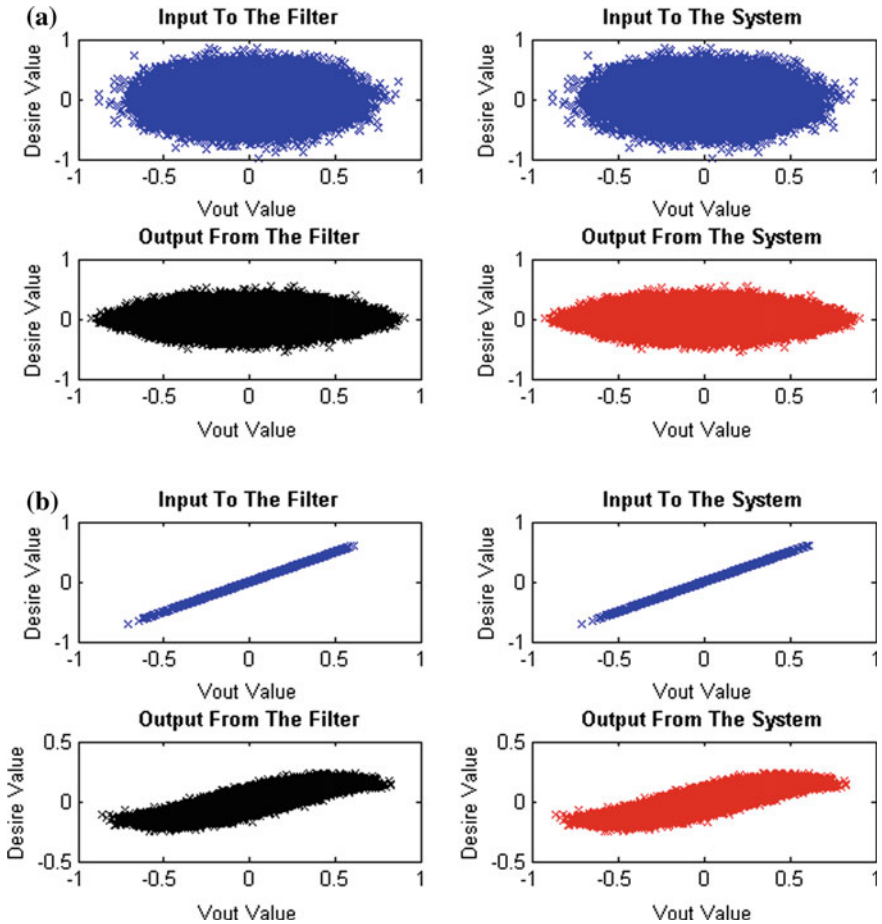 (a)
Input To The Filter
Desire Value
1
0
-1
-1 -0.5 0 0.5 1
Vout Value
Input To The System
Desire Value
1
0
-1
-1 -0.5 0 0.5 1
Vout Value
Output From The Filter
Desire Value
1
0
-1
-1 -0.5 0 0.5 1
Vout Value
Output From The System
Desire Value
1
0
-1
-1 -0.5 0 0.5 1
Vout Value
(b)
Input To The Filter
Desire Value
1
0
-1
-1 -0.5 0 0.5 1
Vout Value
Input To The System
Desire Value
1
0
-1
-1 -0.5 0 0.5 1
Vout Value
Output From The Filter
Desire Value
0.5
0
-0.5
-1 -0.5 0 0.5 1
Vout Value
Output From The System
Desire Value
0.5
0
-0.5
-1 -0.5 0 0.5 1
Vout Value